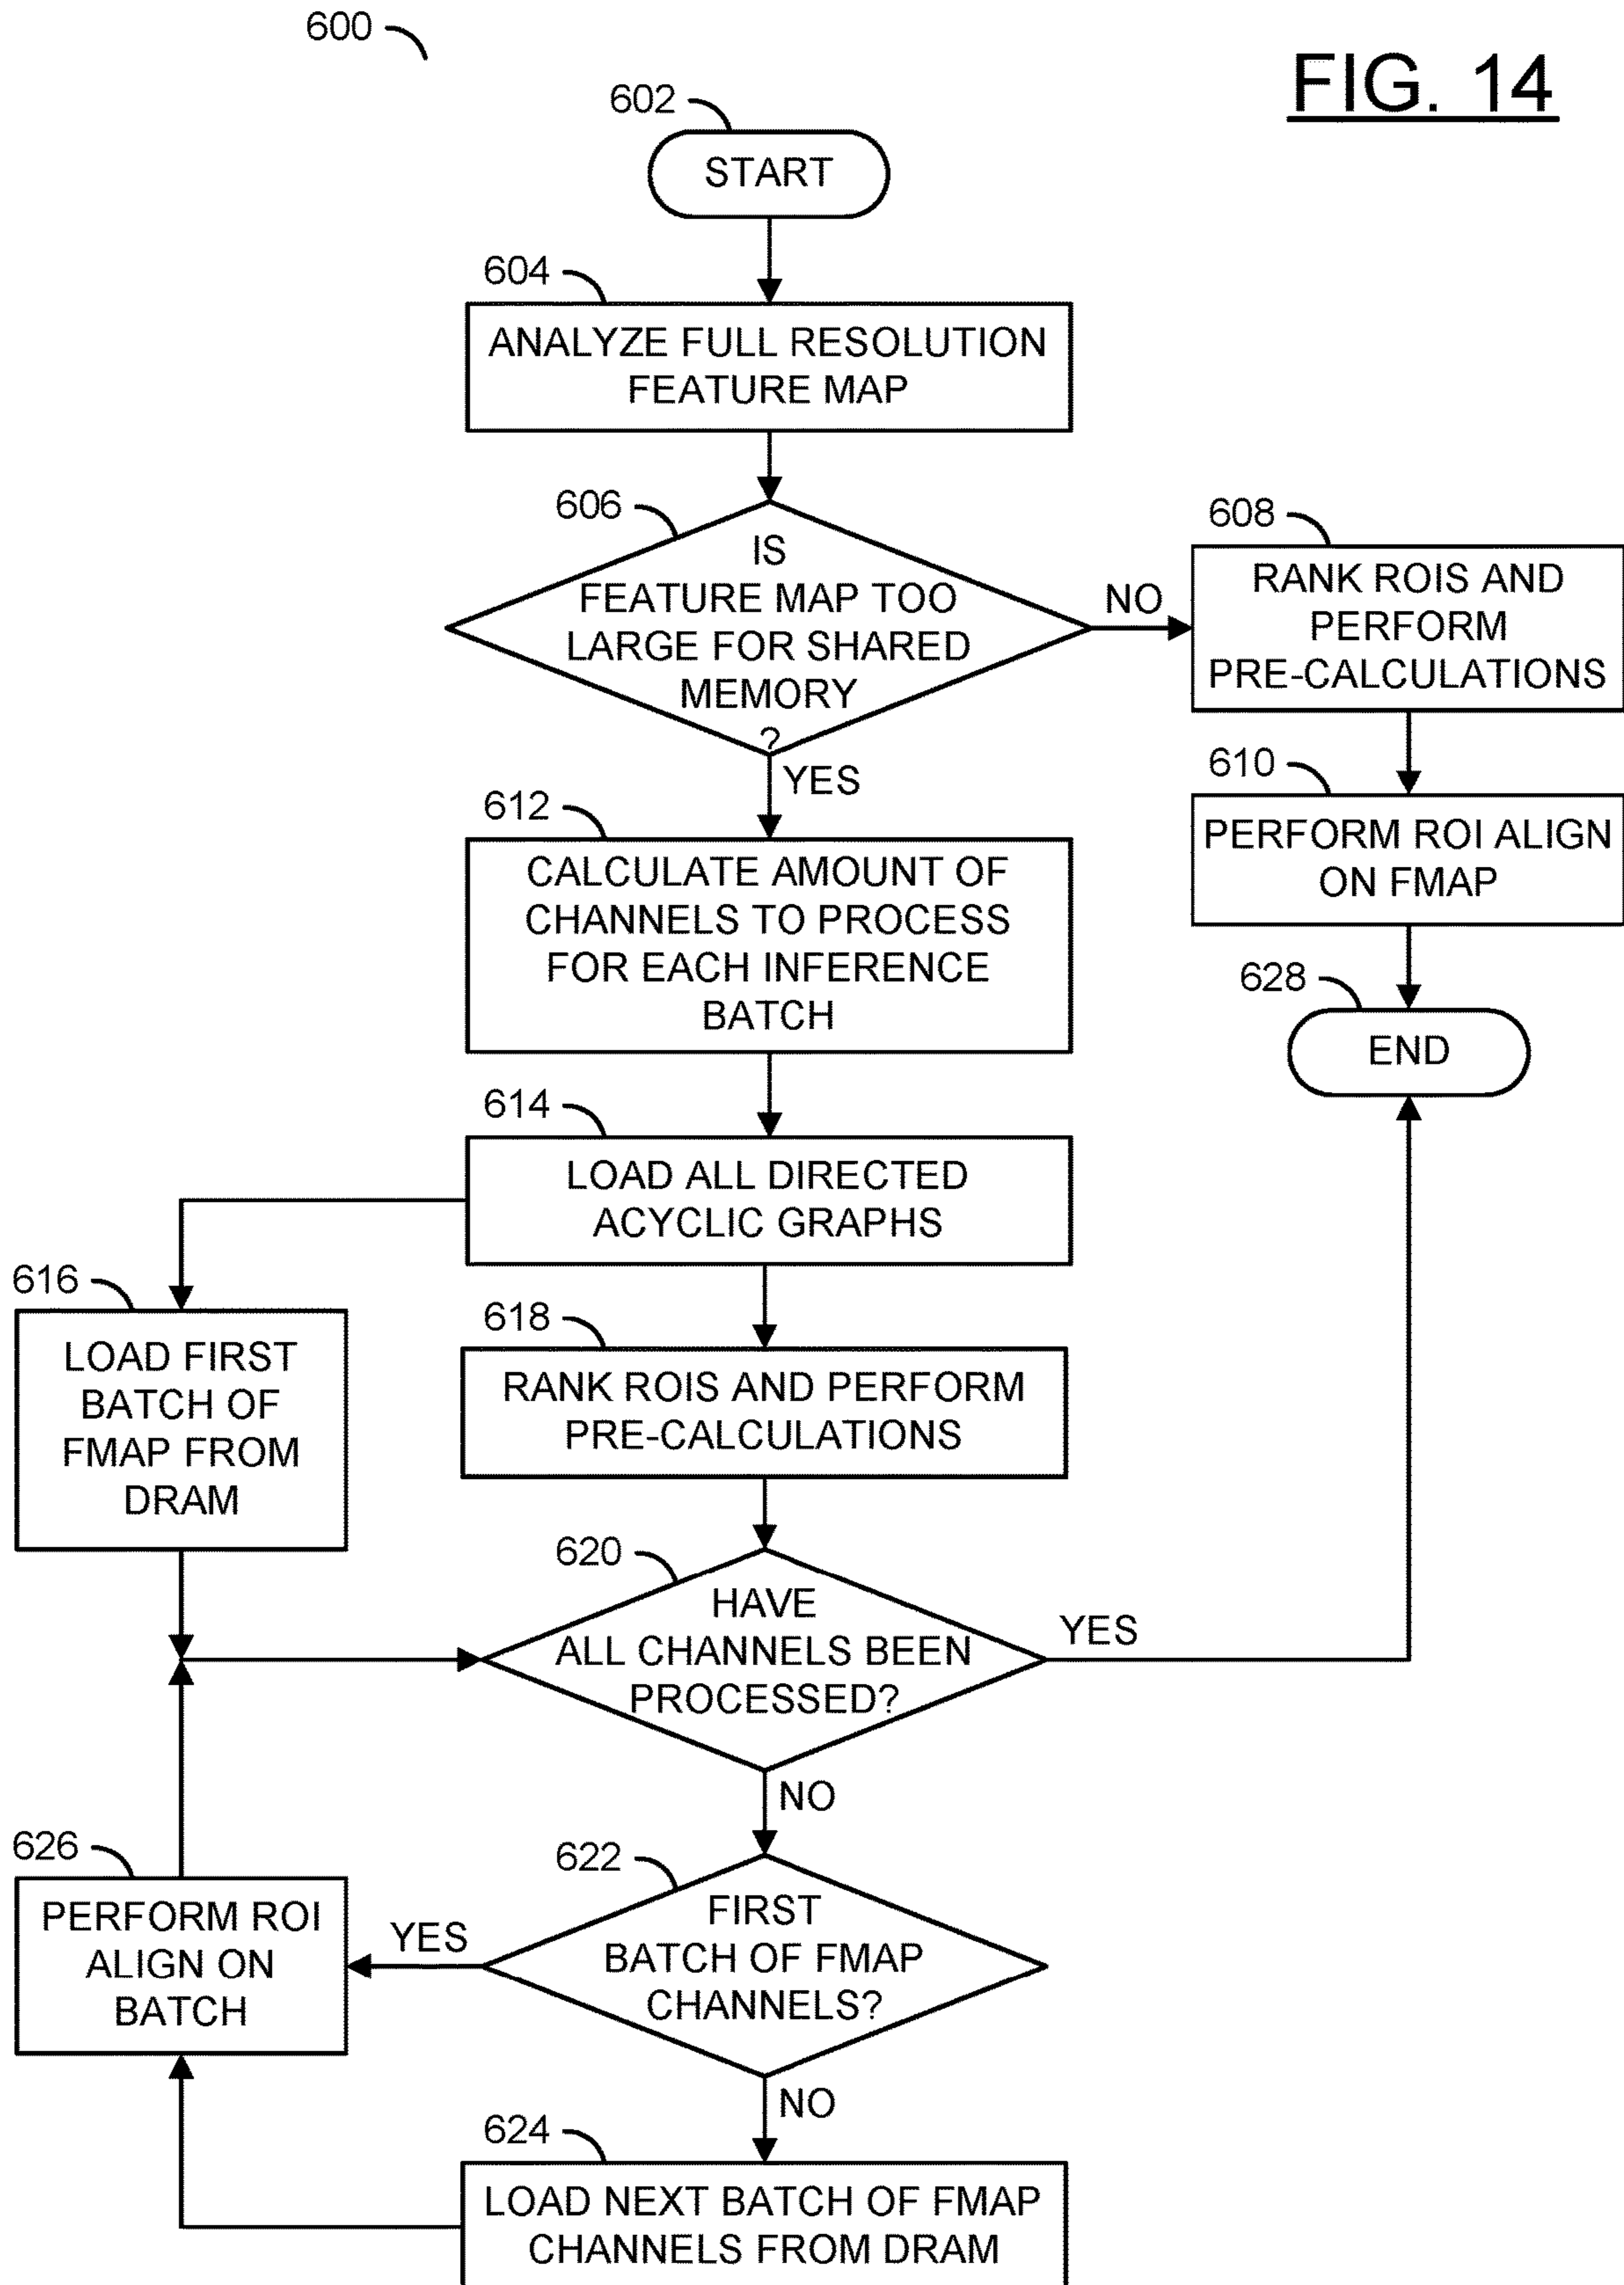 600
FIG. 14
602
START
604
ANALYZE FULL RESOLUTION
FEATURE MAP
606
IS
FEATURE MAP TOO
LARGE FOR SHARED
MEMORY
?
NO
YES
608
RANK ROIS AND
PERFORM
PRE-CALCULATIONS
610
PERFORM ROI ALIGN
ON FMAP
628
END
612
CALCULATE AMOUNT OF
CHANNELS TO PROCESS
FOR EACH INFERENCE
BATCH
614
LOAD ALL DIRECTED
ACYCLIC GRAPHS
616
LOAD FIRST
BATCH OF
FMAP FROM
DRAM
618
RANK ROIS AND PERFORM
PRE-CALCULATIONS
620
HAVE
ALL CHANNELS BEEN
PROCESSED?
YES
NO
622
FIRST
BATCH OF FMAP
CHANNELS?
YES
NO
626
PERFORM ROI
ALIGN ON
BATCH
624
LOAD NEXT BATCH OF FMAP
CHANNELS FROM DRAM